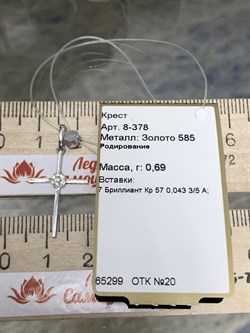 Крест
Арт. 8-378
Металл: Золото 585
Родирование
Масса, г: 0,69
Вставки:
7 Бриллиант Кр 57 0,043 3/5 А;
65299 ОТК №20